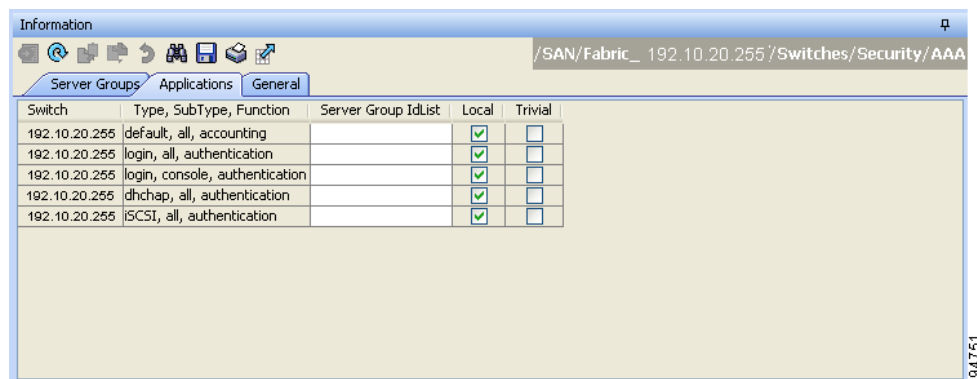 Information
/SAN/Fabric_ 192.10.20.255 /Switches/Security/AAA
Server Groups Applications General
Switch Type, SubType, Function Server Group IdList Local Trivial
192.10.20.255 default, all, accounting
192.10.20.255 login, all, authentication
192.10.20.255 login, console, authentication
192.10.20.255 dhchap, all, authentication
192.10.20.255 iSCSI, all, authentication
94751